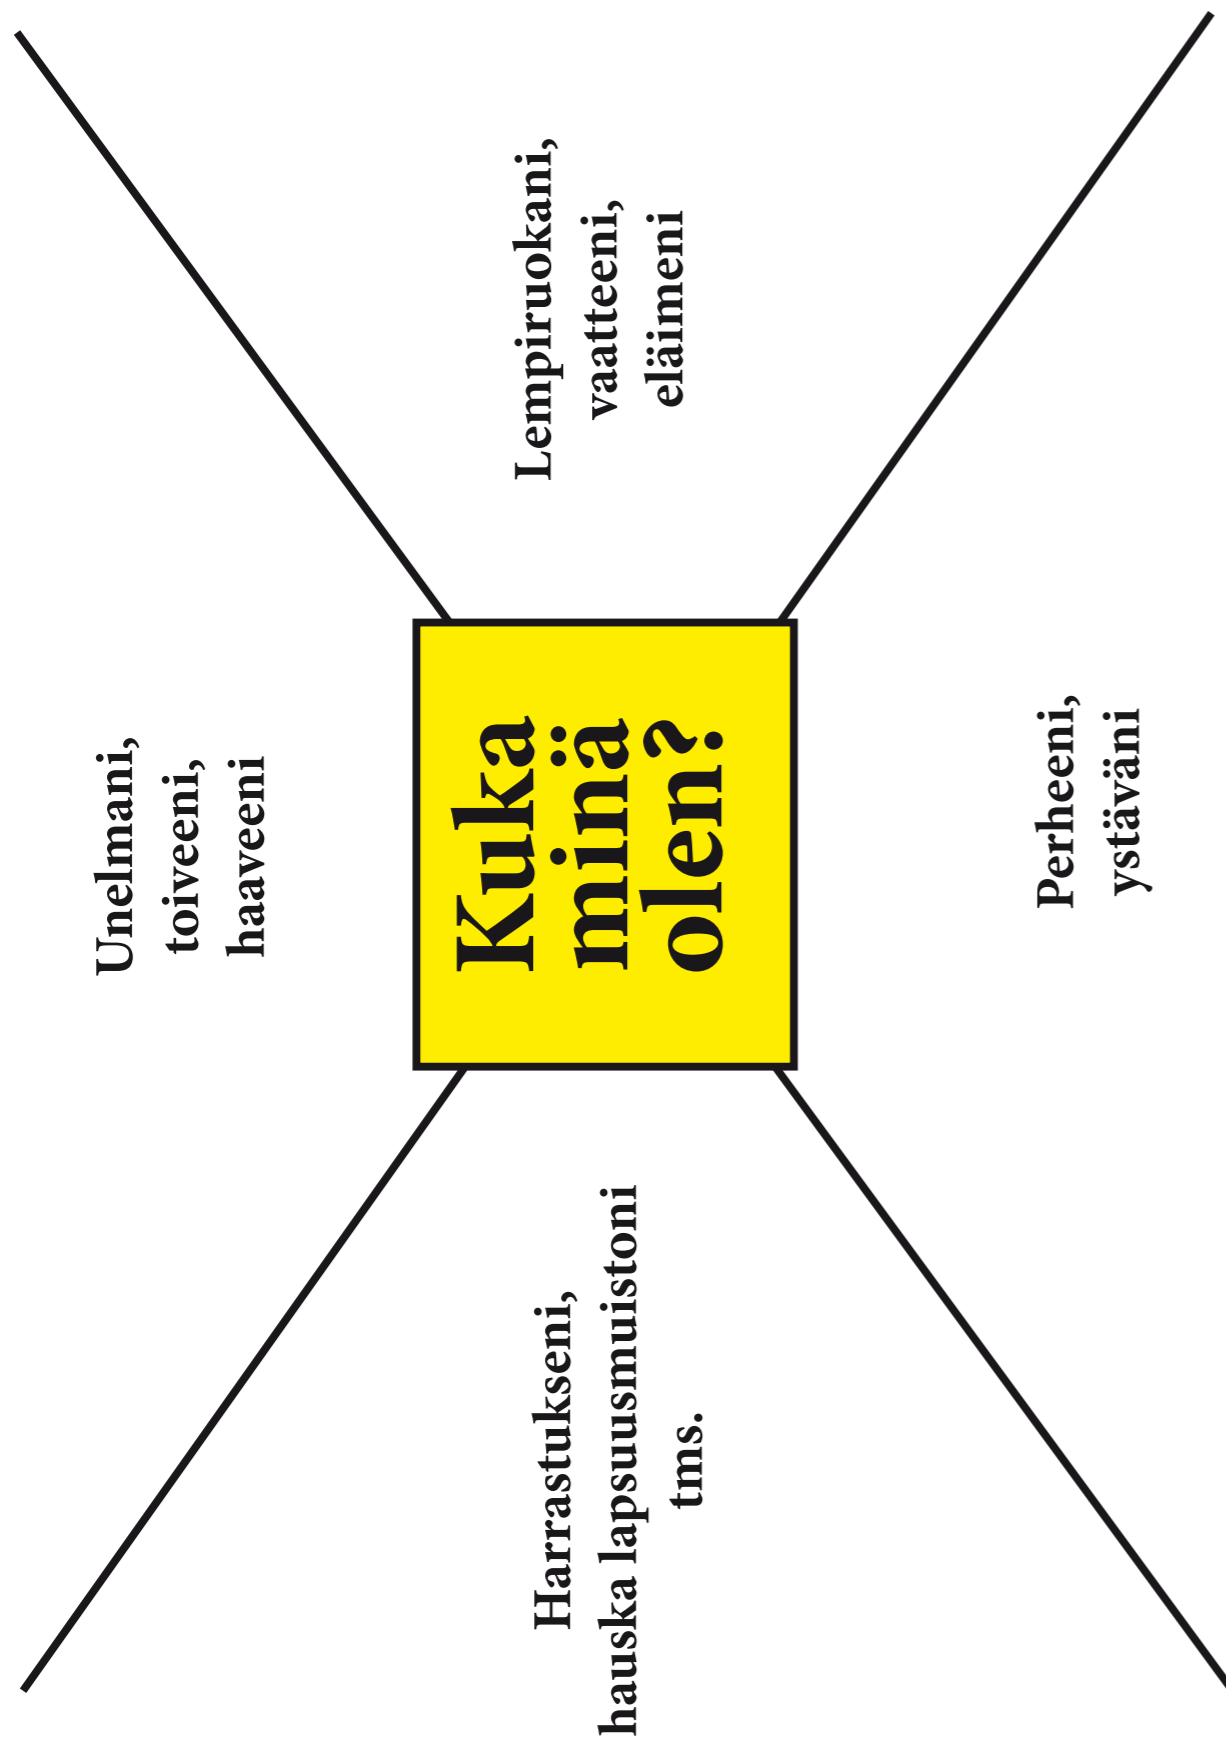 Unelmani,
toiveeni,
haaveeni
Harrastukseni,
hauska lapsuusmuistoni
tms.
Kuka
minä
olen?
Lempiruokani,
vaatteeni,
eläimeni
Perheeni,
ystäväni